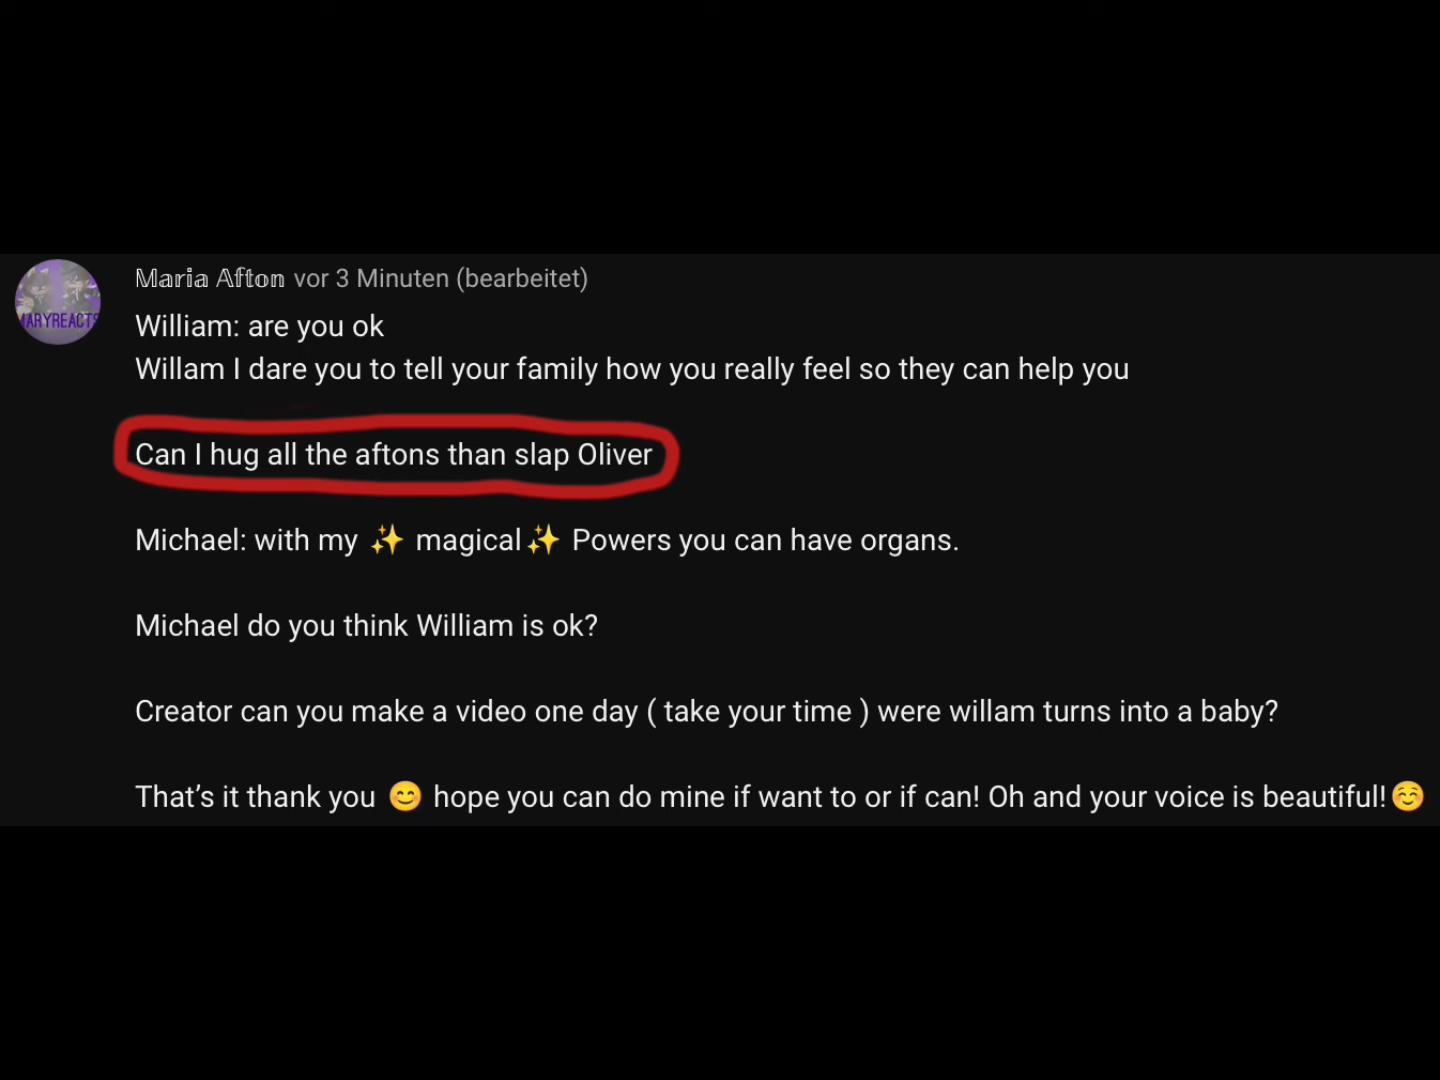 𝕄𝕒𝕣𝕚𝕒 𝔸𝕗𝕥𝕠𝕟 vor 3 Minuten (bearbeitet)
William: are you ok
Willam I dare you to tell your family how you really feel so they can help you
Can I hug all the aftons than slap Oliver
Michael: with my ✨ magical✨ Powers you can have organs.
Michael do you think William is ok?
Creator can you make a video one day ( take your time ) were willam turns into a baby?
That’s it thank you 😊 hope you can do mine if want to or if can! Oh and your voice is beautiful!☺️